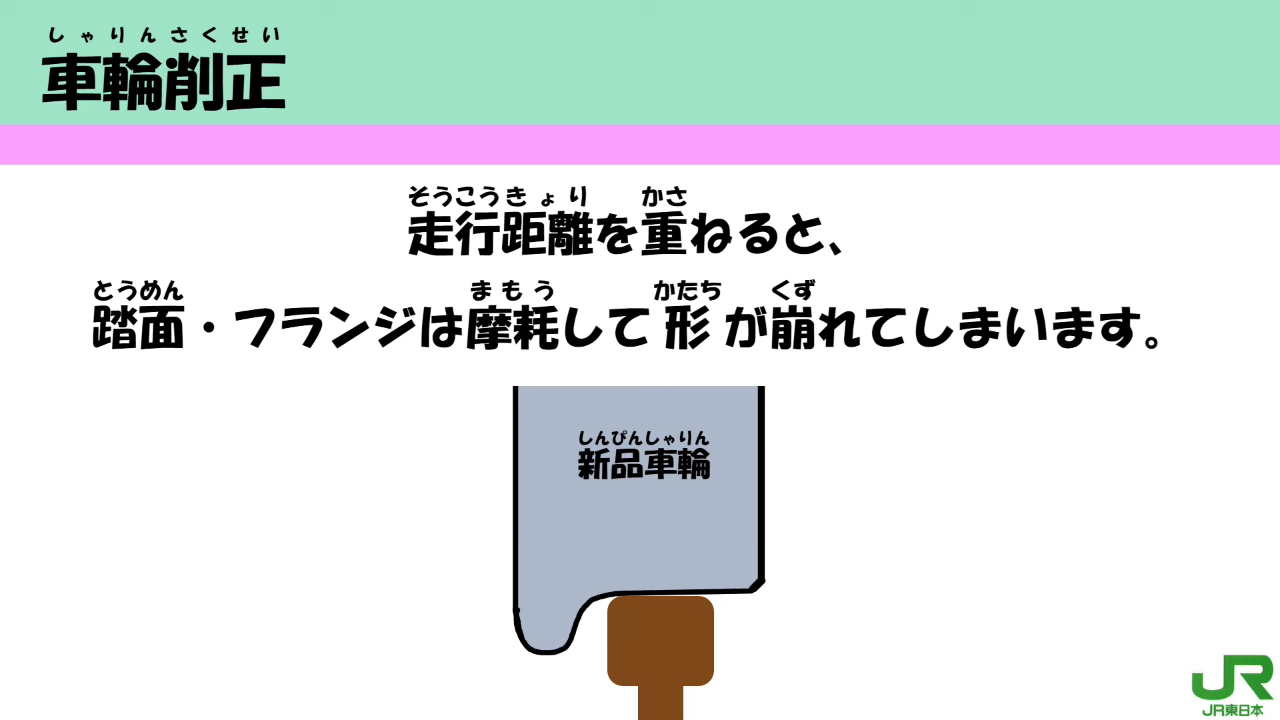 しゃりんさくせい
車輪削正
そうこうきょり かさ
走行距離を重ねると、
とうめん まもう かたち くず
踏面・フランジは摩耗して形が崩れてしまいます。
しんぴんしゃりん
新品車輪
JR
JR東日本